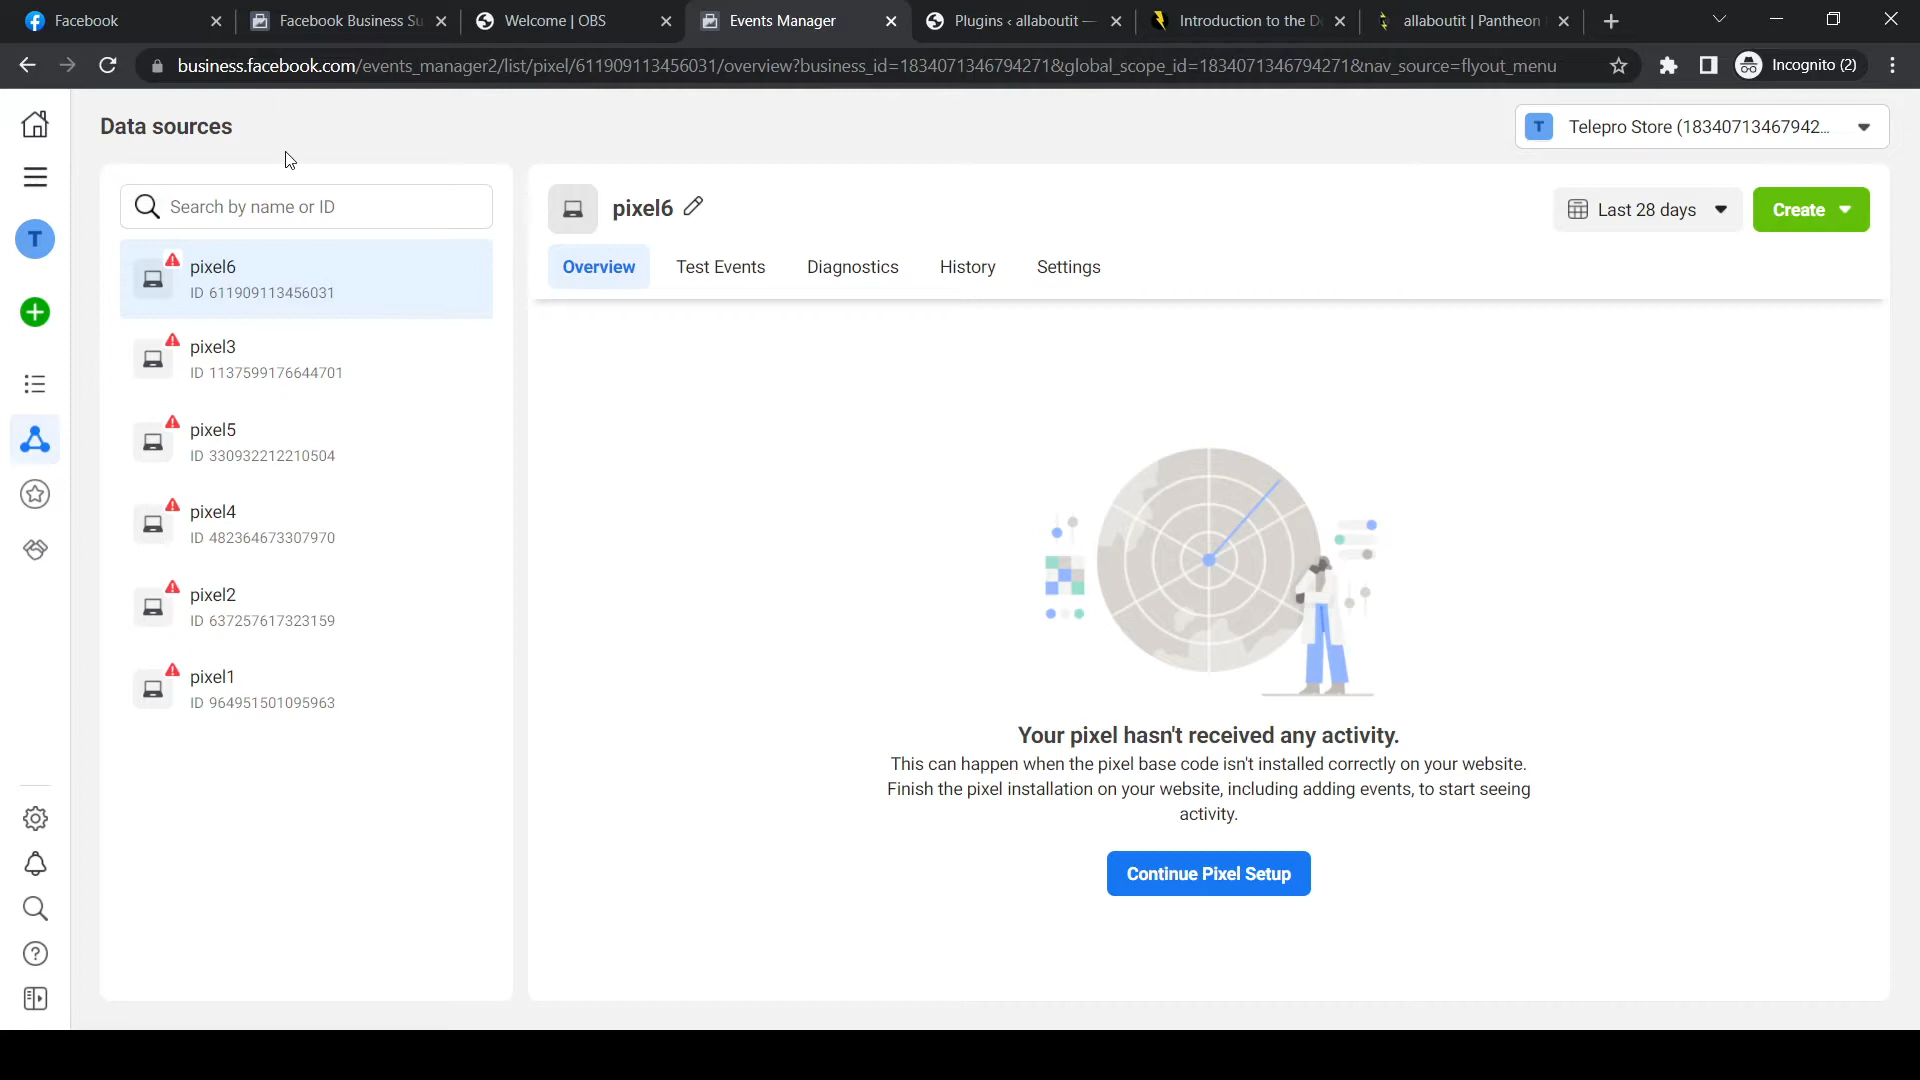 Facebook
Facebook Business Su
Welcome | OBS
Events Manager
Plugins ‹ allaboutit —
Introduction to the D
allaboutit | Pantheon
business.facebook.com/events_manager2/list/pixel/611909113456031/overview?business_id=1834071346794271&global_scope_id=1834071346794271&nav_source=flyout_menu
Incognito (2)
Data sources
T Telepro Store (18340713467942...
Search by name or ID
pixel6
Last 28 days
Create
T
pixel6
ID 611909113456031
Overview
Test Events
Diagnostics
History
Settings
pixel3
ID 1137599176644701
pixel5
ID 330932212210504
pixel4
ID 482364673307970
pixel2
ID 637257617323159
pixel1
ID 964951501095963
Your pixel hasn't received any activity.
This can happen when the pixel base code isn't installed correctly on your website.
Finish the pixel installation on your website, including adding events, to start seeing
activity.
Continue Pixel Setup